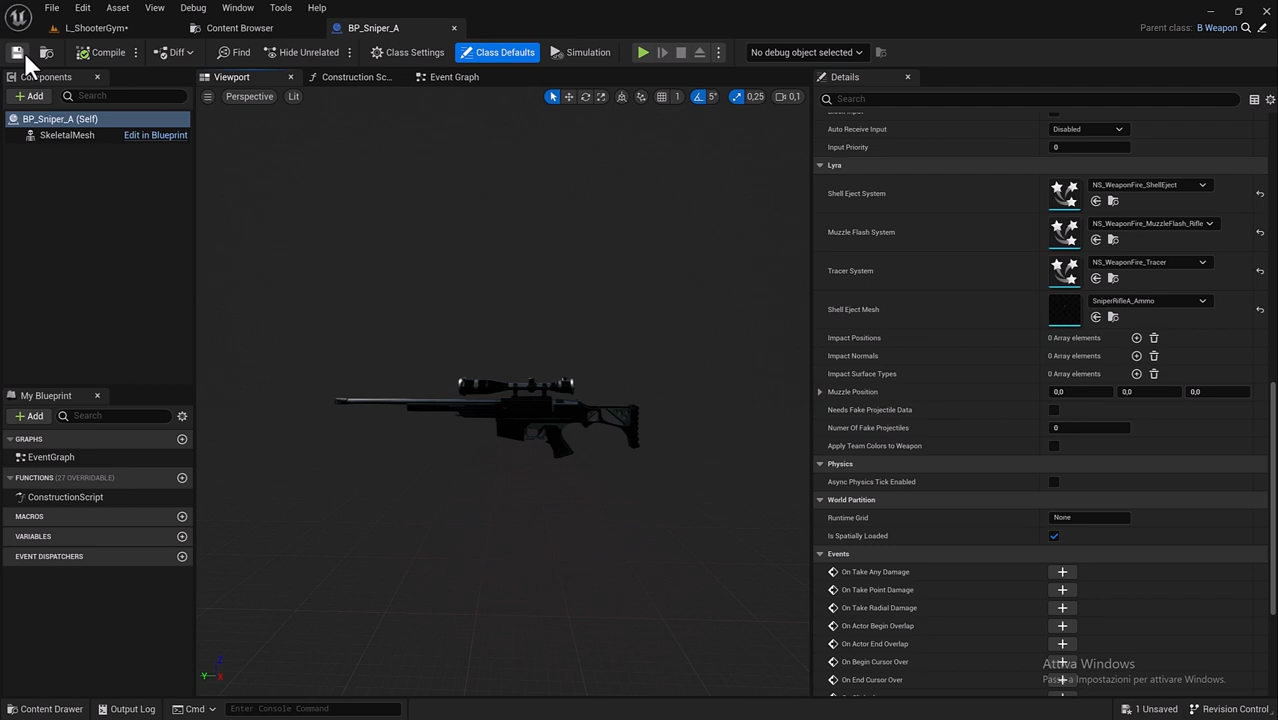 File Edit Asset View Debug Window Tools Help
L_ShooterGym* Content Browser BP_Sniper_A
Parent class: B Weapon
Compile Diff Find Hide Unrelated Class Settings Class Defaults Simulation No debug object selected
Components Viewport Construction Sc... Event Graph Details
Add Search Perspective Lit 1 5° 0,25 0,1 Search
BP_Sniper_A (Self)
SkeletalMesh Edit in Blueprint
Auto Receive Input Disabled
Input Priority 0
Lyra
Shell Eject System NS_WeaponFire_ShellEject
Muzzle Flash System NS_WeaponFire_MuzzleFlash_Rifle
Tracer System NS_WeaponFire_Tracer
Shell Eject Mesh SniperRifleA_Ammo
Impact Positions 0 Array elements
Impact Normals 0 Array elements
Impact Surface Types 0 Array elements
Muzzle Position 0,0 0,0 0,0
Needs Fake Projectile Data
Numer Of Fake Projectiles 0
Apply Team Colors to Weapon
Physics
Async Physics Tick Enabled
World Partition
Runtime Grid None
Is Spatially Loaded
Events
On Take Any Damage
On Take Point Damage
On Take Radial Damage
On Actor Begin Overlap
On Actor End Overlap
On Begin Cursor Over
On End Cursor Over
My Blueprint
Add Search
GRAPHS
EventGraph
FUNCTIONS (27 OVERRIDABLE)
ConstructionScript
MACROS
VARIABLES
EVENT DISPATCHERS
Z
Y X
Attiva Windows
Passa a Impostazioni per attivare Windows.
Content Drawer Output Log Cmd Enter Console Command 1 Unsaved Revision Control